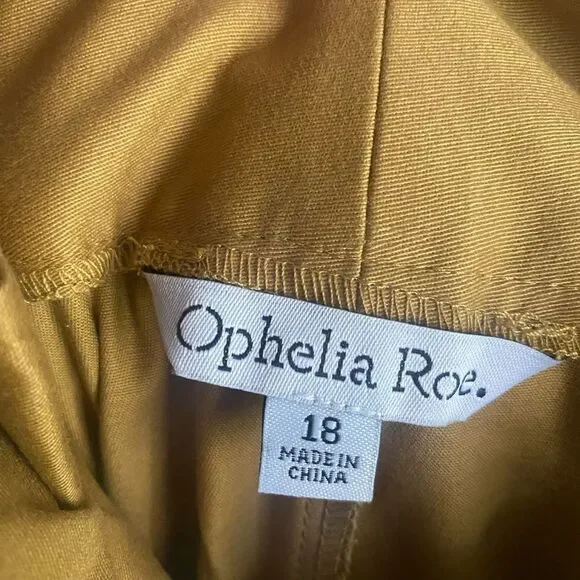 Ophelia Roe.
18
MADE IN
CHINA